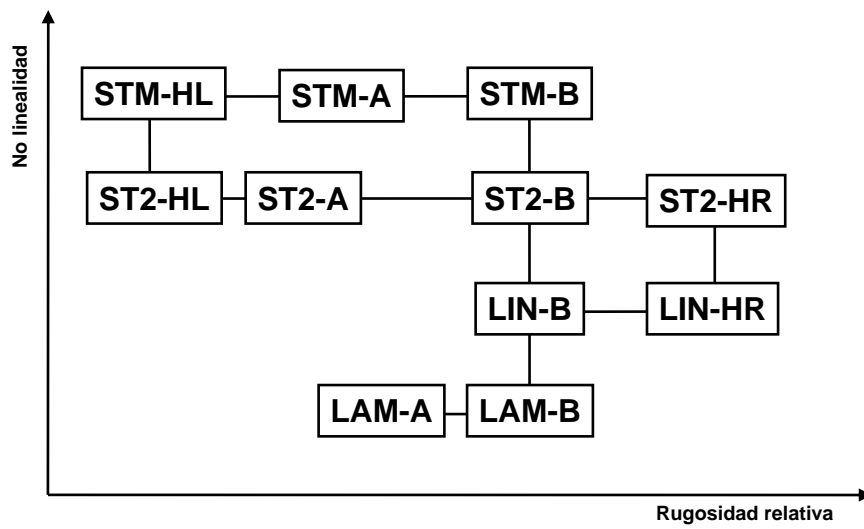 No linealidad
STM-HL
STM-A
STM-B
ST2-HL
ST2-A
ST2-B
ST2-HR
LIN-B
LIN-HR
LAM-A
LAM-B
Rugosidad relativa